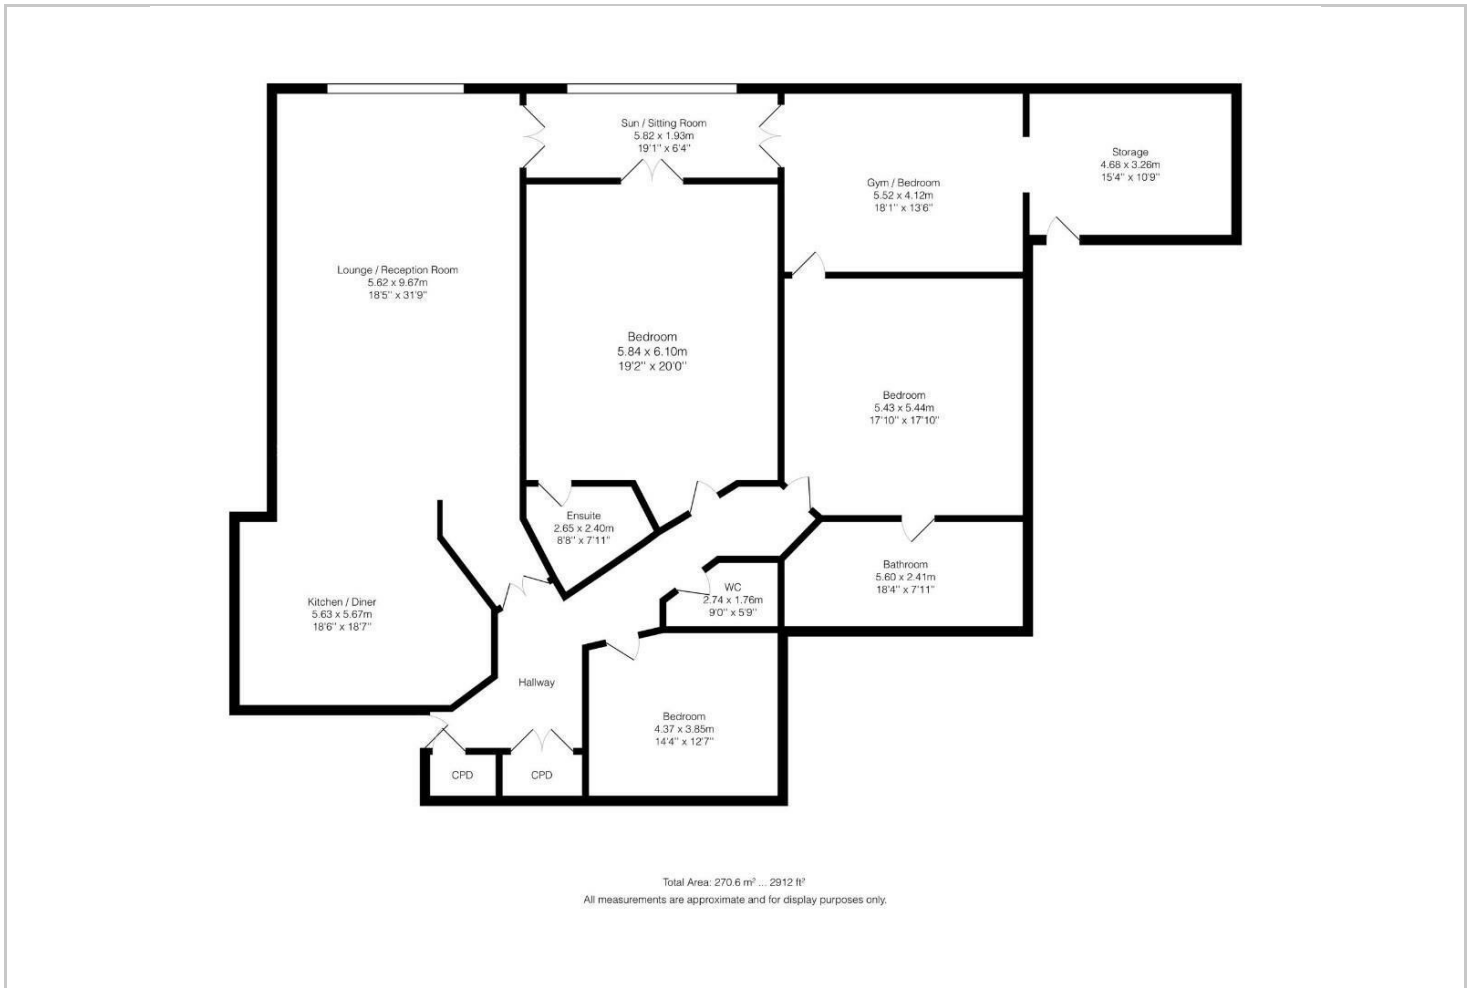 Sun / Sitting Room
5.82 x 1.93m
19'1'' x 6'4''
Storage
4.68 x 3.26m
15'4'' x 10'9''
Gym / Bedroom
5.52 x 4.12m
18'1'' x 13'6''
Lounge / Reception Room
5.62 x 9.67m
18'5'' x 31'9''
Bedroom
5.84 x 6.10m
19'2'' x 20'0''
Bedroom
5.43 x 5.44m
17'10'' x 17'10''
Ensuite
2.65 x 2.40m
8'8'' x 7'11''
Bathroom
5.60 x 2.41m
18'4'' x 7'11''
WC
2.74 x 1.76m
9'0'' x 5'9''
Kitchen / Diner
5.63 x 5.67m
18'6'' x 18'7''
Hallway
Bedroom
4.37 x 3.85m
14'4'' x 12'7''
CPD
CPD
Total Area: 270.6 m² ... 2912 ft²
All measurements are approximate and for display purposes only.